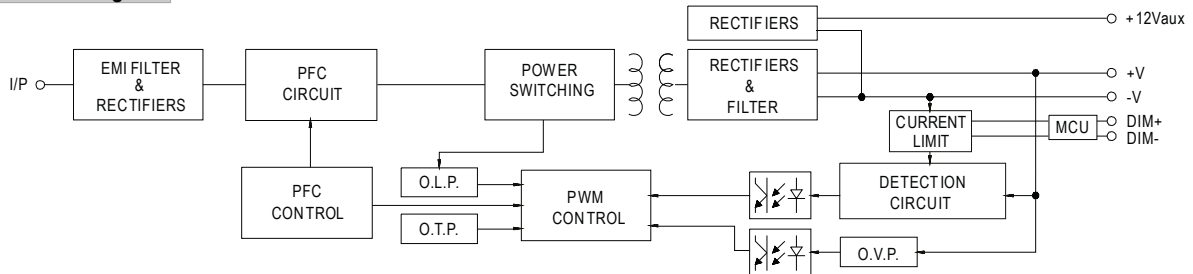 RECTIFIERS
+12Vaux
I/P
EMI FILTER
&
RECTIFIERS
PFC
CIRCUIT
POWER
SWITCHING
RECTIFIERS
&
FILTER
+V
-V
CURRENT
LIMIT
MCU
DIM+
DIM-
PFC
CONTROL
O.L.P.
O.T.P.
PWM
CONTROL
DETECTION
CIRCUIT
O.V.P.